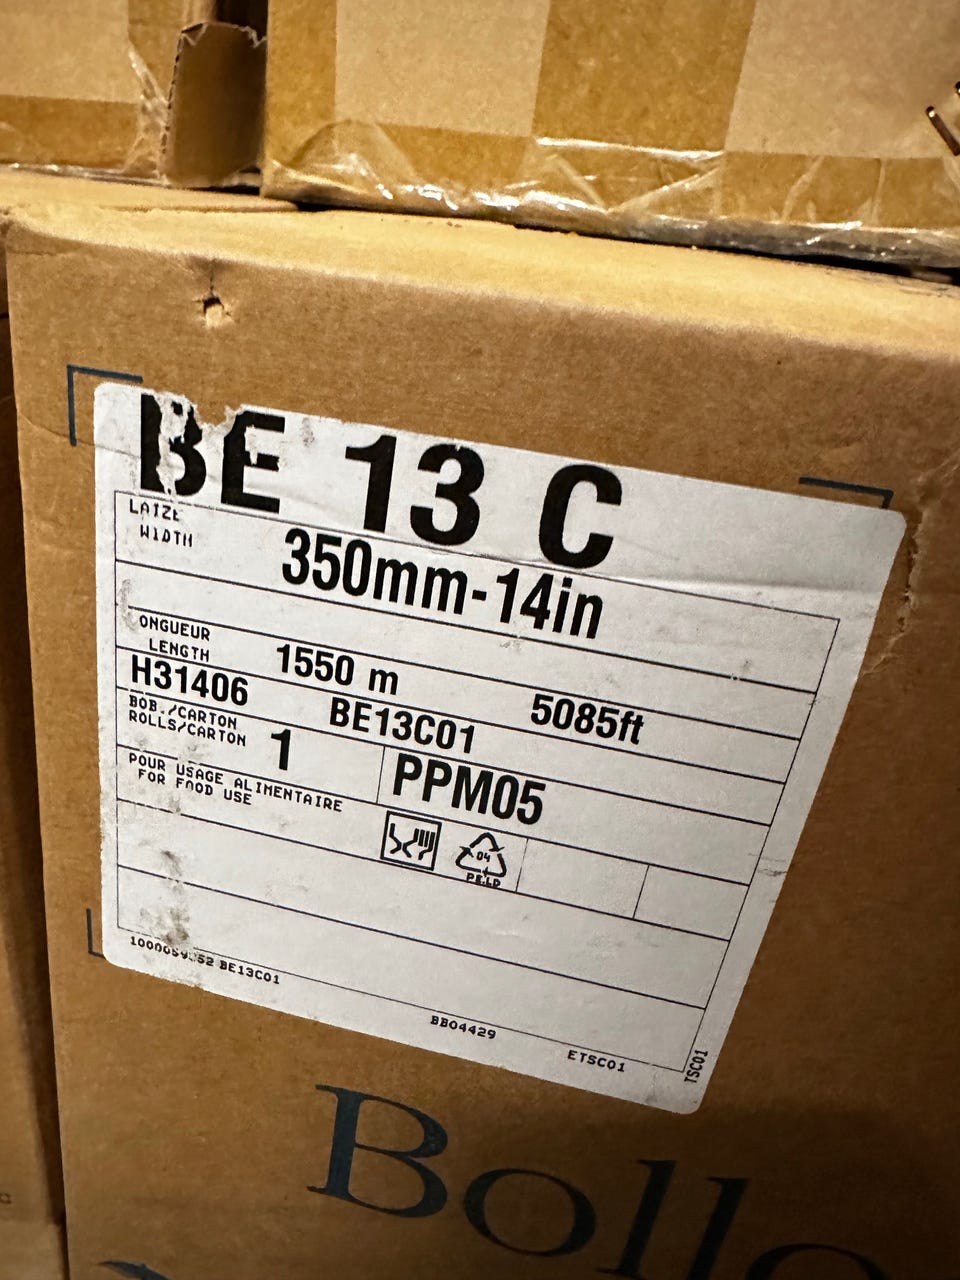 BE 13 C
LAIZE
WIDTH
350mm-14in
ONGUEUR
LENGTH
1550 m
5085ft
H31406
BE13C01
BOB./CARTON
ROLLS/CARTON
1
PPM05
POUR USAGE ALIMENTAIRE
FOR FOOD USE
04
PE-LD
BE13C01
BB04429
ETSC01
TSC01
Bollo